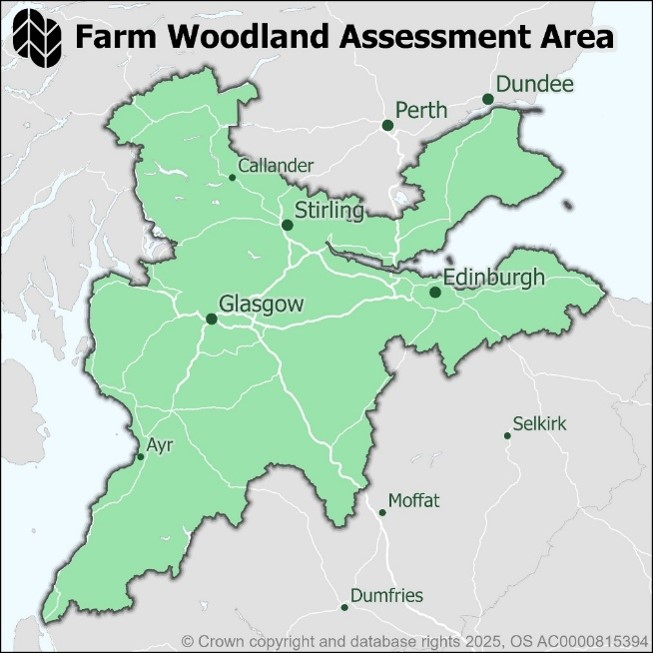 Farm Woodland Assessment Area
Dundee
Perth
Callander
Stirling
Edinburgh
Glasgow
Selkirk
Ayr
Moffat
Dumfries
© Crown copyright and database rights 2025, OS AC0000815394